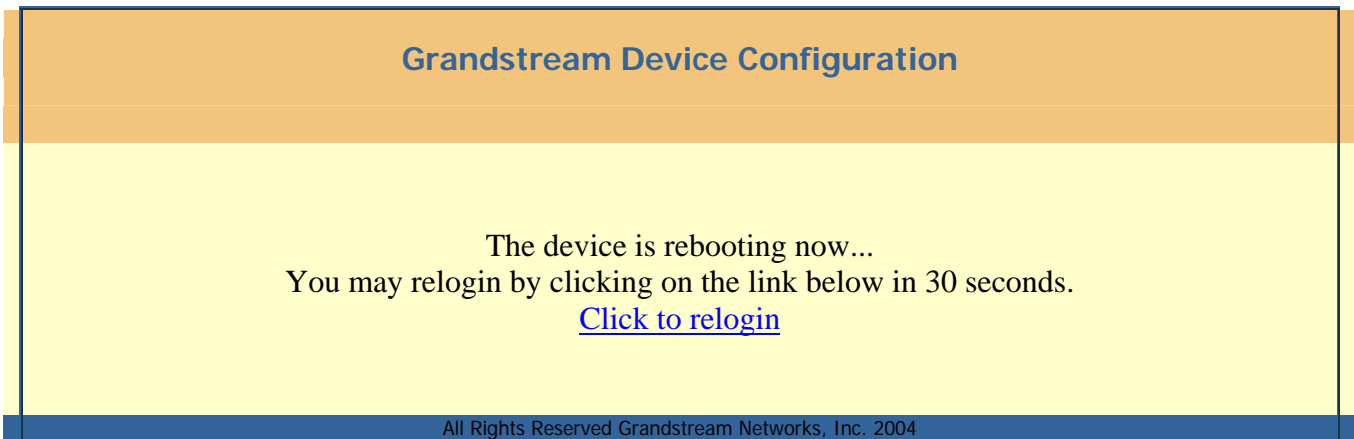 Grandstream Device Configuration
The device is rebooting now...
You may relogin by clicking on the link below in 30 seconds.
Click to relogin
All Rights Reserved Grandstream Networks, Inc. 2004